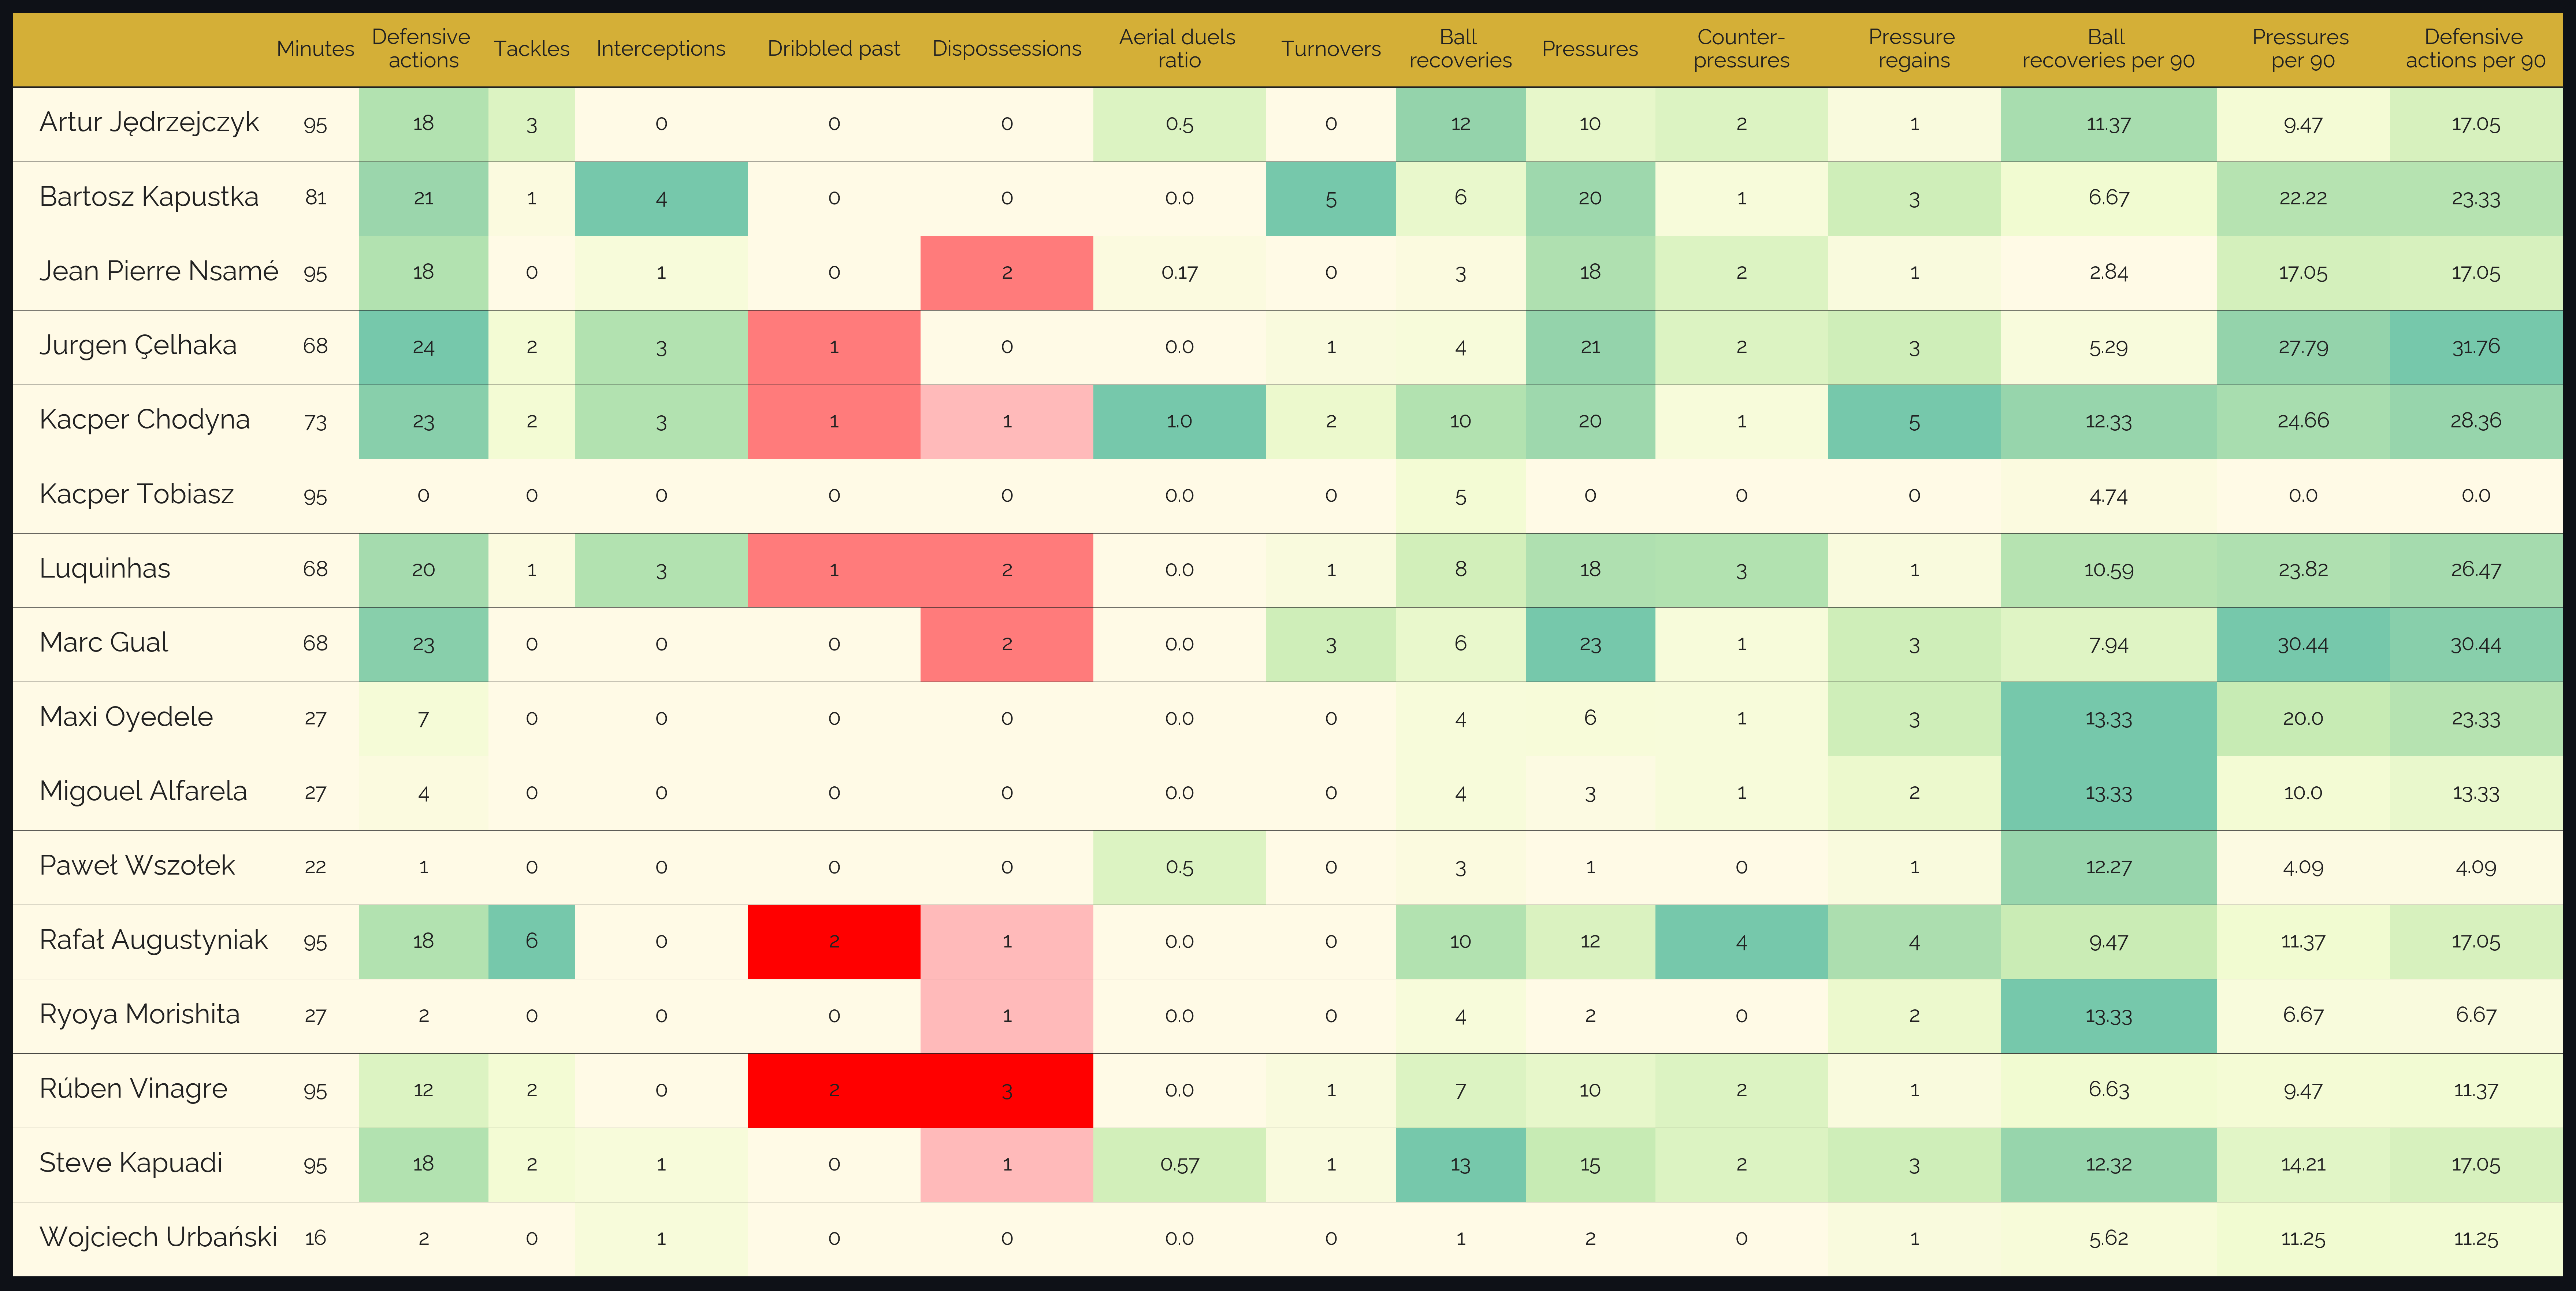 Minutes Defensive actions Tackles Interceptions Dribbled past Dispossessions Aerial duels ratio Turnovers Ball recoveries Pressures Counter-pressures Pressure regains Ball recoveries per 90 Pressures per 90 Defensive actions per 90
Artur Jędrzejczyk 95 18 3 0 0 0 0.5 0 12 10 2 1 11.37 9.47 17.05
Bartosz Kapustka 81 21 1 4 0 0 0.0 5 6 20 1 3 6.67 22.22 23.33
Jean Pierre Nsamé 95 18 0 1 0 2 0.17 0 3 18 2 1 2.84 17.05 17.05
Jurgen Çelhaka 68 24 2 3 1 0 0.0 1 4 21 2 3 5.29 27.79 31.76
Kacper Chodyna 73 23 2 3 1 1 1.0 2 10 20 1 5 12.33 24.66 28.36
Kacper Tobiasz 95 0 0 0 0 0 0.0 0 5 0 0 0 4.74 0.0 0.0
Luquinhas 68 20 1 3 1 2 0.0 1 8 18 3 1 10.59 23.82 26.47
Marc Gual 68 23 0 0 0 2 0.0 3 6 23 1 3 7.94 30.44 30.44
Maxi Oyedele 27 7 0 0 0 0 0.0 0 4 6 1 3 13.33 20.0 23.33
Migouel Alfarela 27 4 0 0 0 0 0.0 0 4 3 1 2 13.33 10.0 13.33
Paweł Wszołek 22 1 0 0 0 0 0.5 0 3 1 0 1 12.27 4.09 4.09
Rafał Augustyniak 95 18 6 0 2 1 0.0 0 10 12 4 4 9.47 11.37 17.05
Ryoya Morishita 27 2 0 0 0 1 0.0 0 4 2 0 2 13.33 6.67 6.67
Rúben Vinagre 95 12 2 0 2 3 0.0 1 7 10 2 1 6.63 9.47 11.37
Steve Kapuadi 95 18 2 1 0 1 0.57 1 13 15 2 3 12.32 14.21 17.05
Wojciech Urbański 16 2 0 1 0 0 0.0 0 1 2 0 1 5.62 11.25 11.25